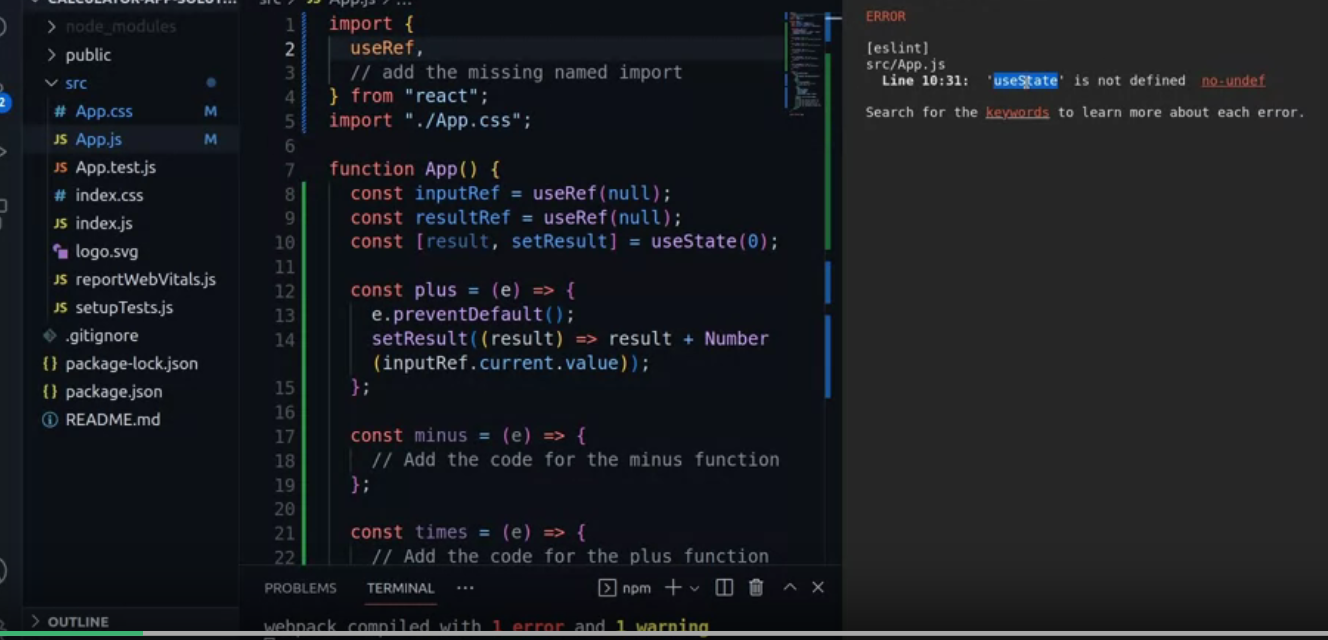 node_modules
public
src
# App.css M
JS App.js M
JS App.test.js
# index.css
JS index.js
logo.svg
JS reportWebVitals.js
JS setupTests.js
.gitignore
{} package-lock.json
{} package.json
README.md
OUTLINE
1 import {
2 useRef,
3 // add the missing named import
4 } from "react";
5 import "./App.css";
6
7 function App() {
8 const inputRef = useRef(null);
9 const resultRef = useRef(null);
10 const [result, setResult] = useState(0);
11
12 const plus = (e) => {
13 e.preventDefault();
14 setResult((result) => result + Number
(inputRef.current.value));
15 };
16
17 const minus = (e) => {
18 // Add the code for the minus function
19 };
20
21 const times = (e) => {
22 // Add the code for the plus function
PROBLEMS TERMINAL ··· npm
webpack compiled with 1 error and 1 warning
ERROR
[eslint]
src/App.js
Line 10:31: 'useState' is not defined no-undef
Search for the keywords to learn more about each error.
2